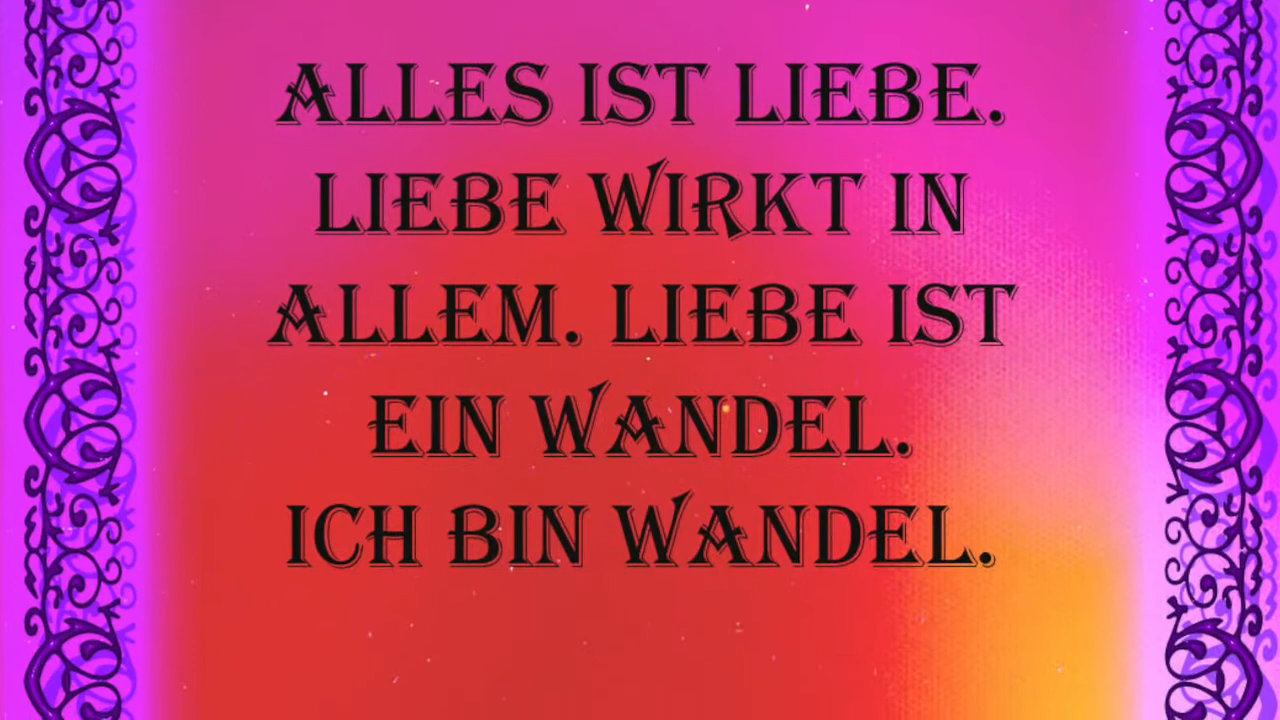 ALLES IST LIEBE.
LIEBE WIRKT IN
ALLEM. LIEBE IST
EIN WANDEL.
ICH BIN WANDEL.